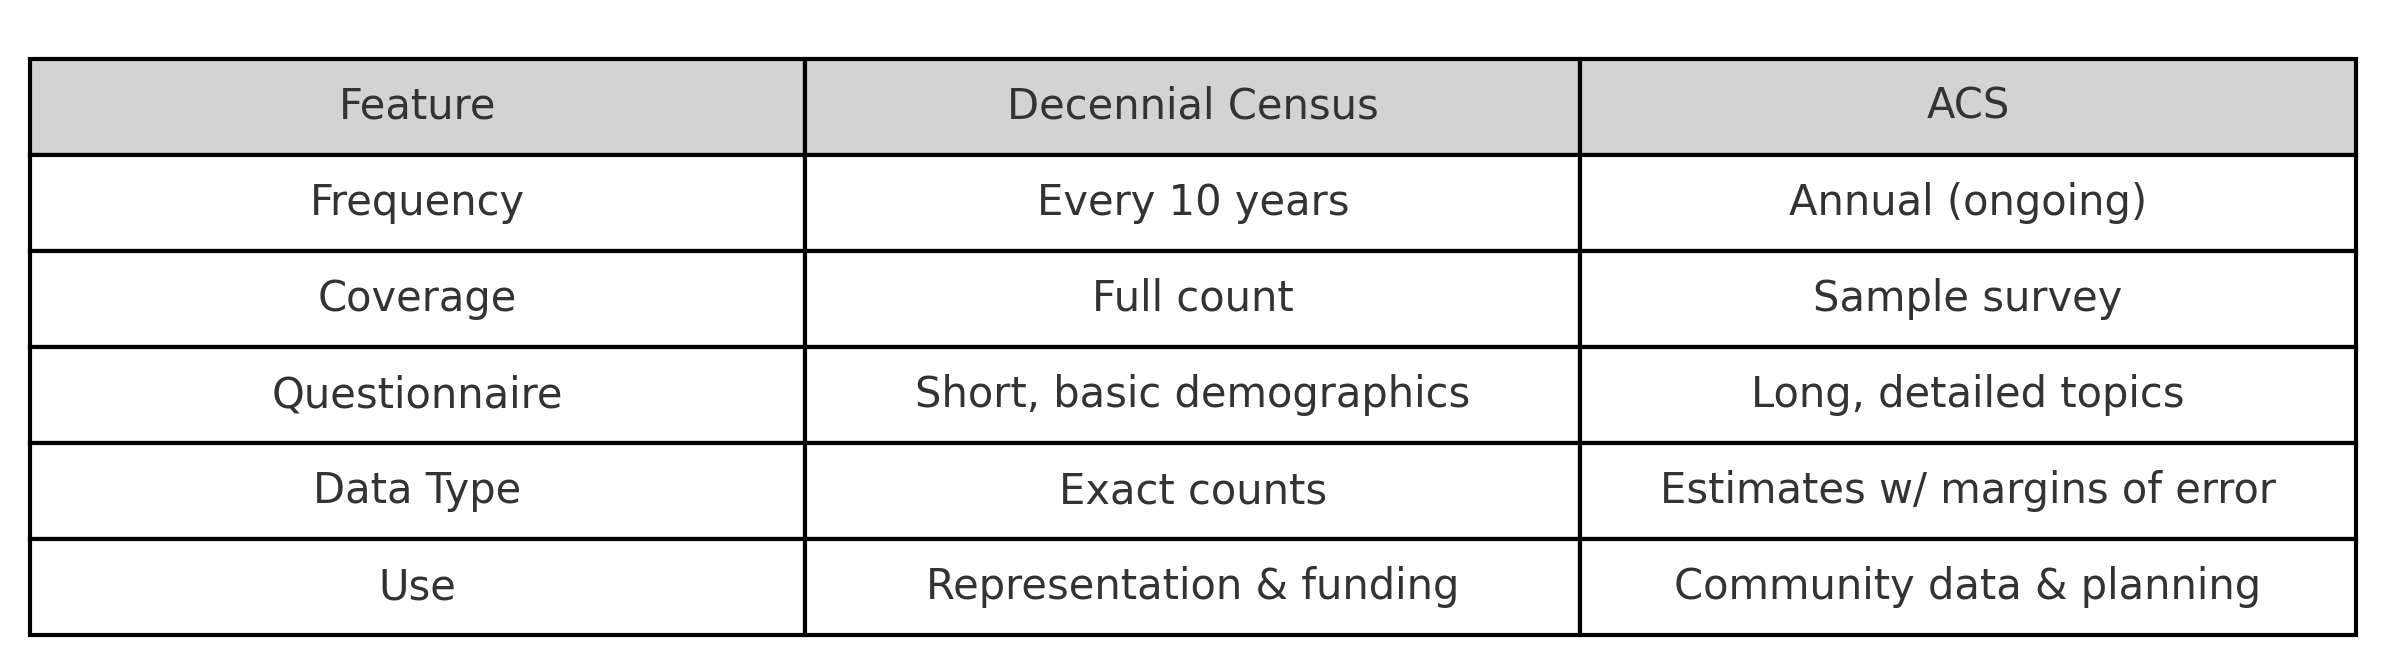 Feature Decennial Census ACS
Frequency Every 10 years Annual (ongoing)
Coverage Full count Sample survey
Questionnaire Short, basic demographics Long, detailed topics
Data Type Exact counts Estimates w/ margins of error
Use Representation & funding Community data & planning